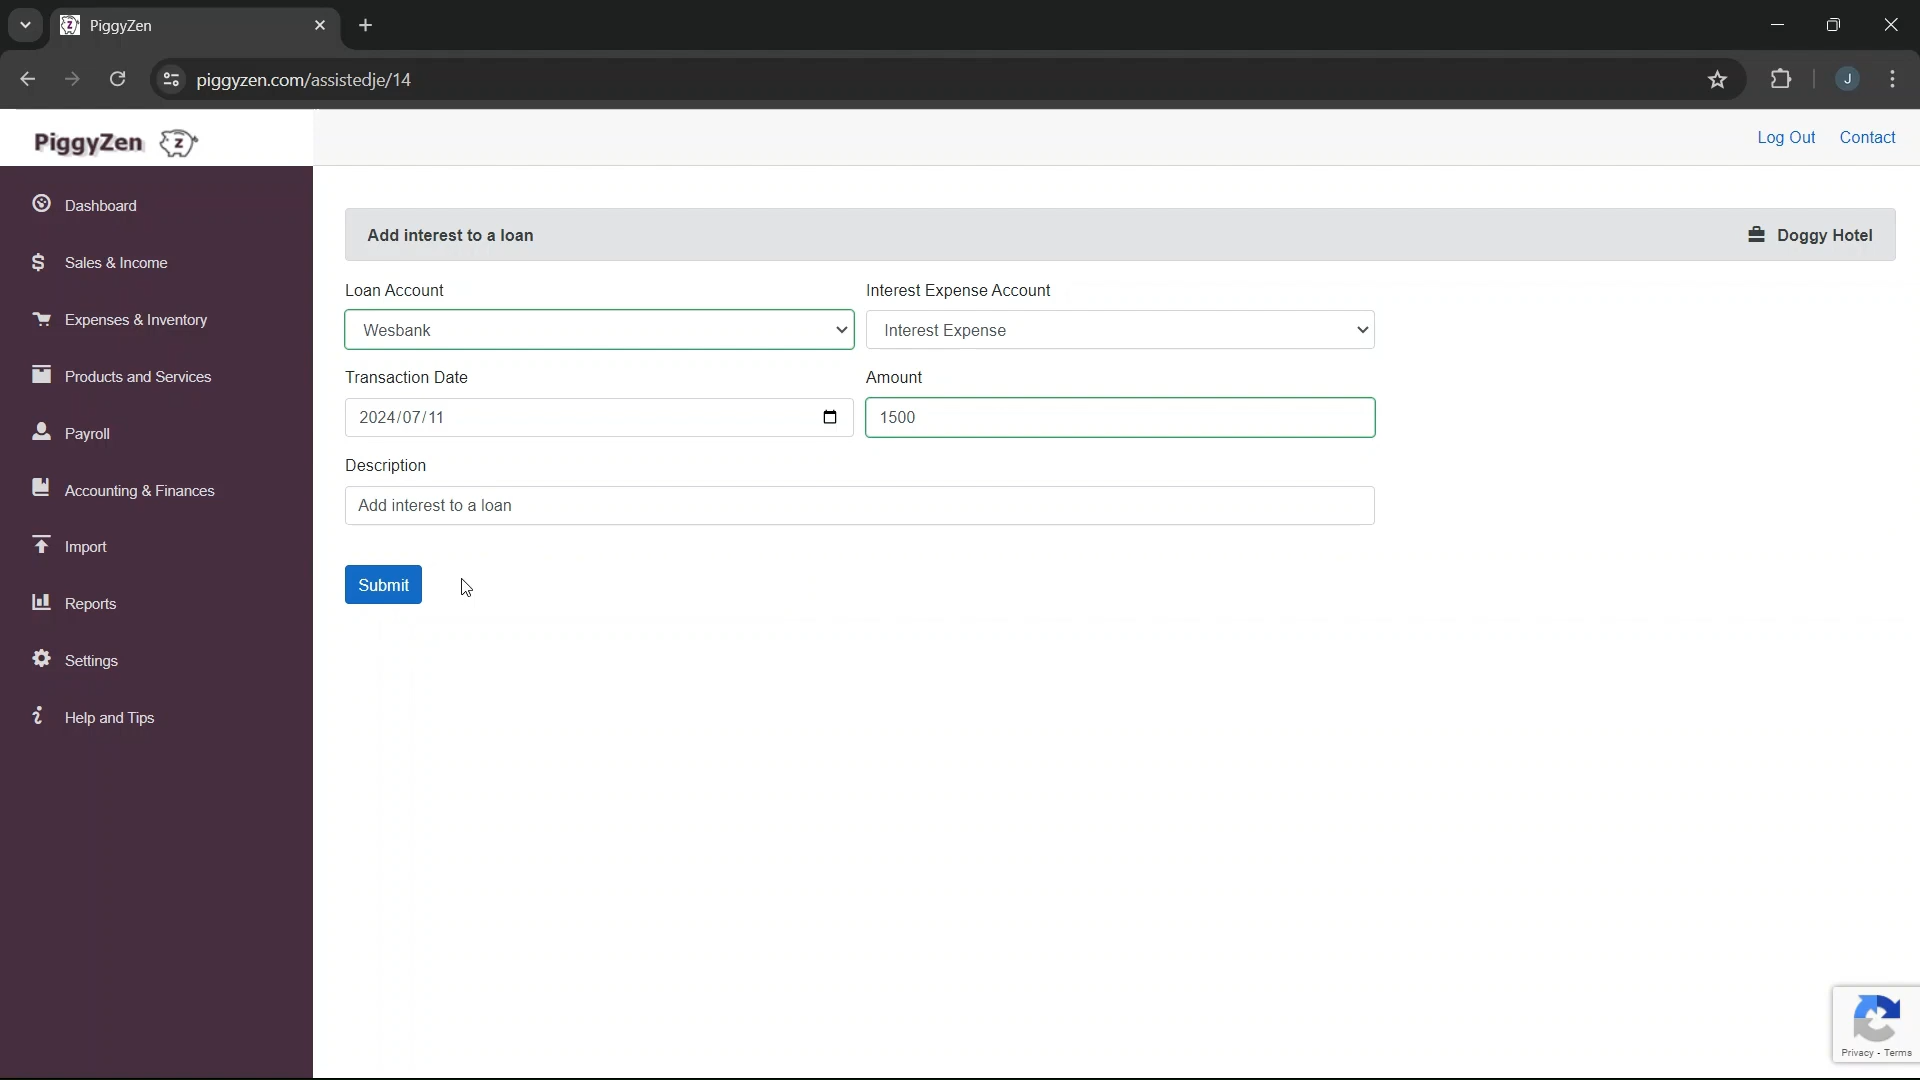 PiggyZen
piggyzen.com/assistedje/14
J
PiggyZen Z
Log Out Contact
Dashboard
Sales & Income
Expenses & Inventory
Products and Services
Payroll
Accounting & Finances
Import
Reports
Settings
Help and Tips
Add interest to a loan
Doggy Hotel
Loan Account
Interest Expense Account
Wesbank
Interest Expense
Transaction Date
Amount
2024/07/11
1500
Description
Add interest to a loan
Submit
Privacy - Terms